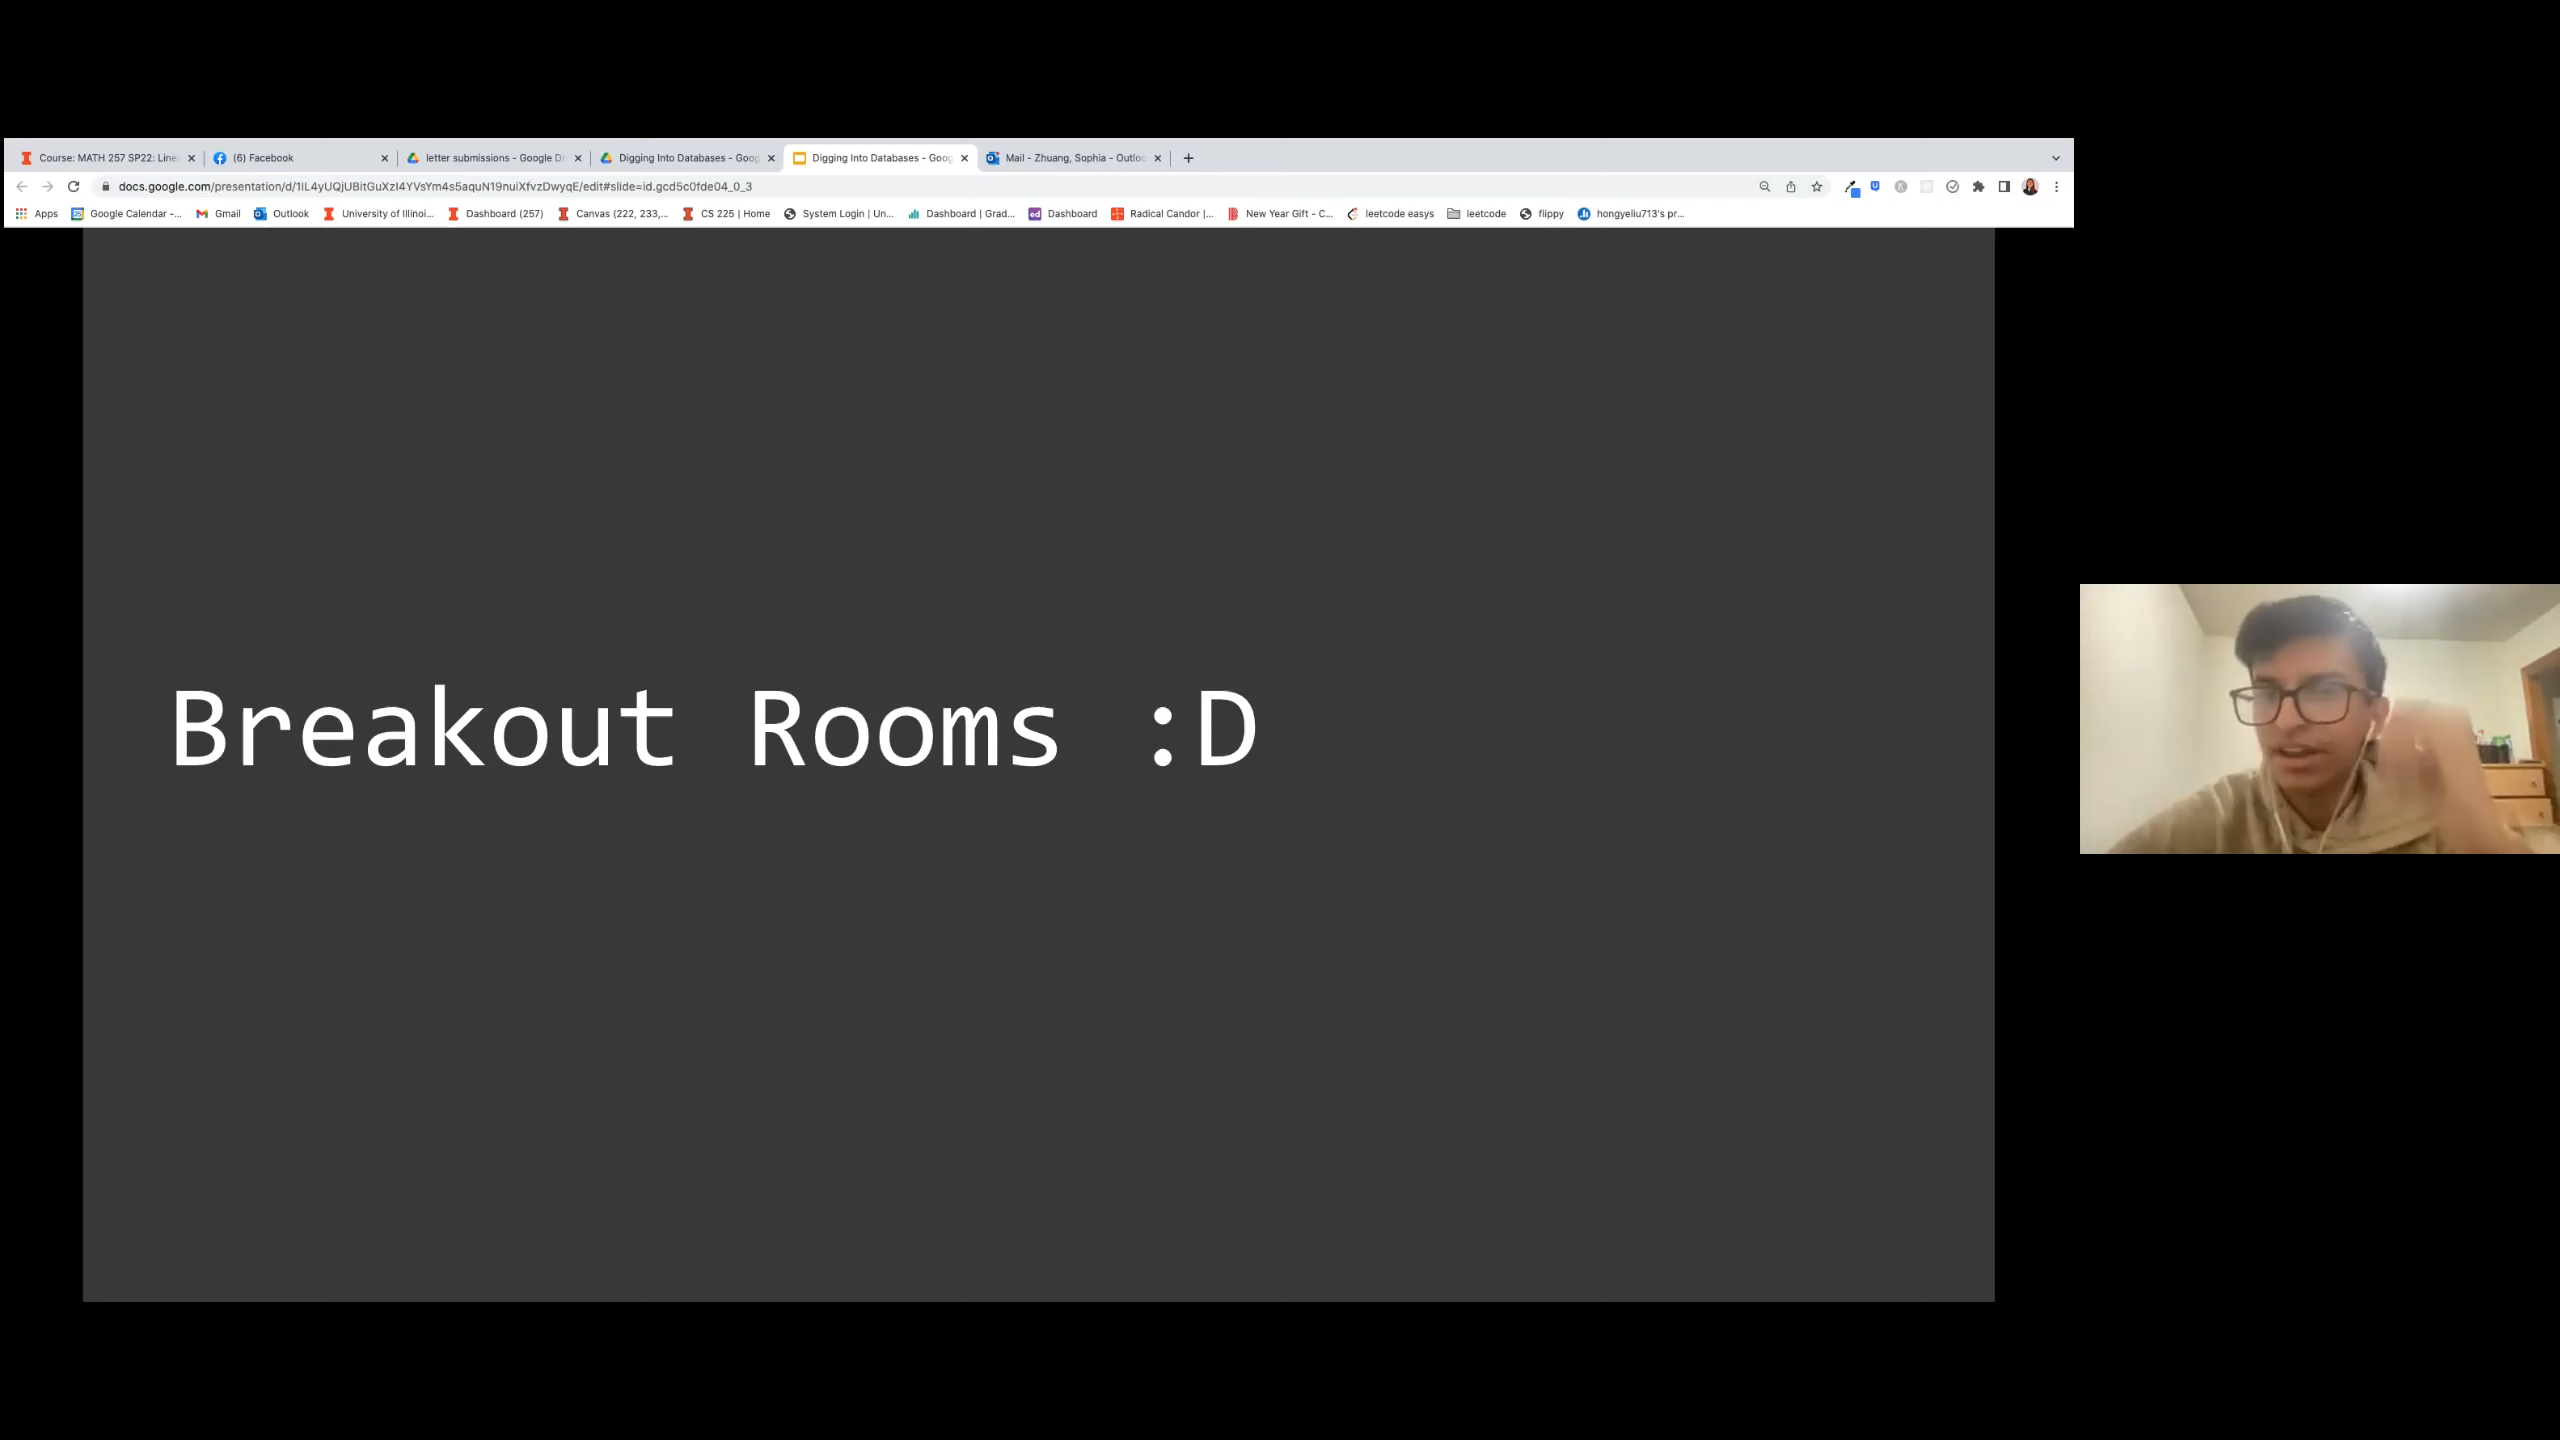 Course: MATH 257 SP22: Line
(6) Facebook
letter submissions - Google Dr
Digging Into Databases - Goog
Digging Into Databases - Goog
Mail - Zhuang, Sophia - Outloo
docs.google.com/presentation/d/1lL4yUQjUBitGuXzI4YVsYm4s5aquN19nuiXfvzDwyqE/edit#slide=id.gcd5c0fde04_0_3
Apps
Google Calendar -...
Gmail
Outlook
University of Illinoi...
Dashboard (257)
Canvas (222, 233,...
CS 225 | Home
System Login | Un...
Dashboard | Grad...
ed Dashboard
Radical Candor |...
New Year Gift - C...
leetcode easys
leetcode
flippy
hongyeliu713's pr...
Breakout Rooms :D